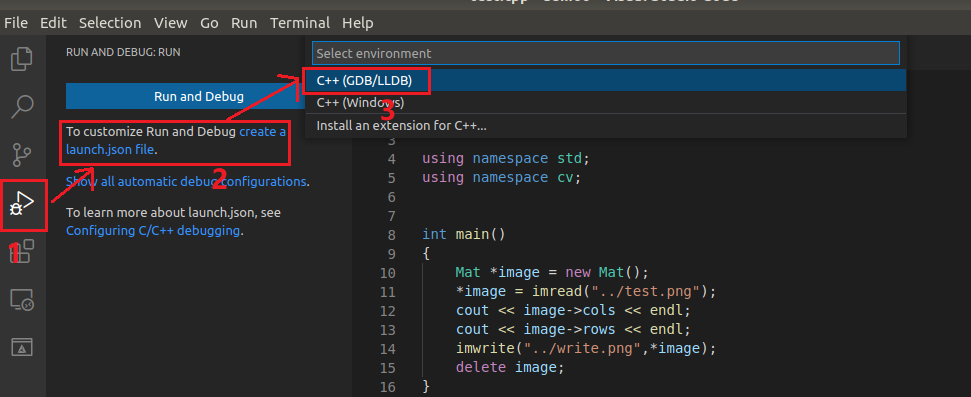 File Edit Selection View Go Run Terminal Help
RUN AND DEBUG: RUN
Run and Debug
To customize Run and Debug create a
launch.json file.
Show all automatic debug configurations.
To learn more about launch.json, see
Configuring C/C++ debugging.
1
2
Select environment
C++ (GDB/LLDB)
C++ (Windows)
Install an extension for C++...
3
3
4 using namespace std;
5 using namespace cv;
6
7
8 int main()
9 {
10 Mat *image = new Mat();
11 *image = imread("../test.png");
12 cout << image->cols << endl;
13 cout << image->rows << endl;
14 imwrite("../write.png",*image);
15 delete image;
16 }